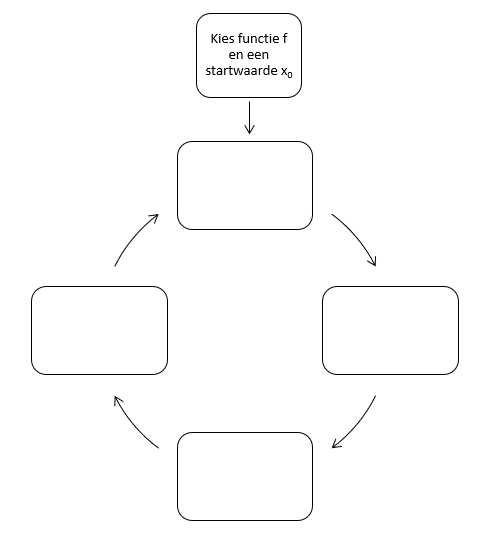 Kies functie f
en een
startwaarde x₀